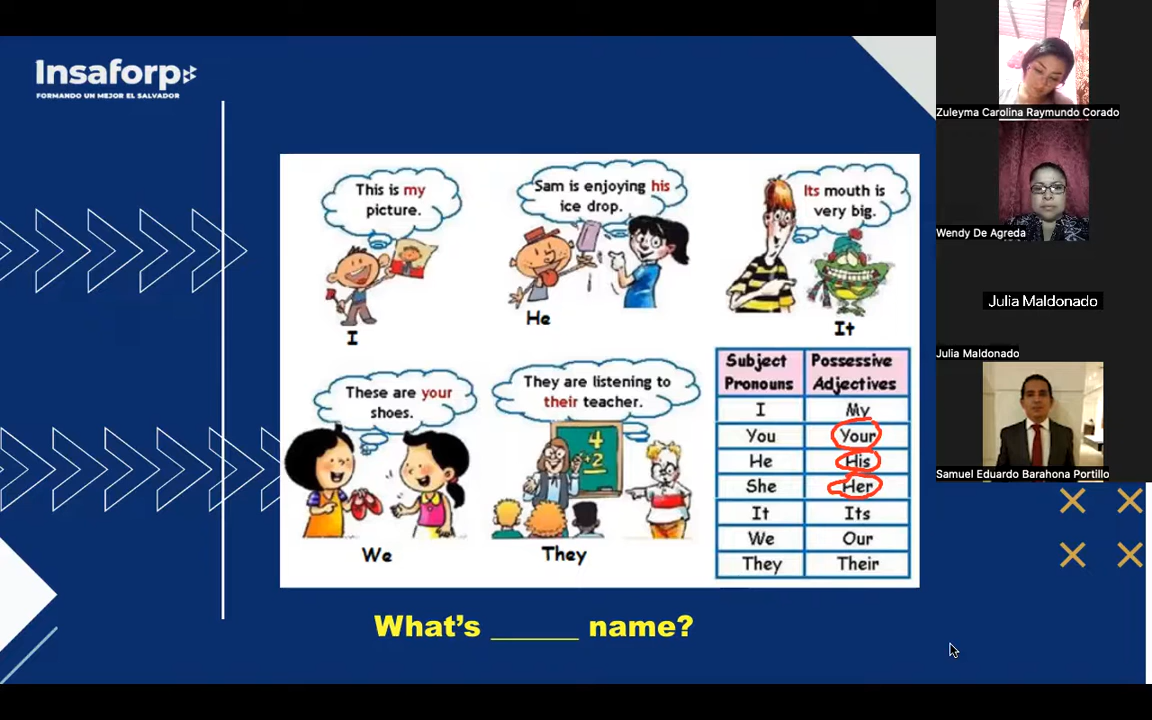 Insaforp
FORMANDO UN MEJOR EL SALVADOR
This is my
picture.
I
Sam is enjoying his
ice drop.
He
Its mouth is
very big.
It
These are your
shoes.
We
They are listening to
their teacher.
4
+2
They
Subject Pronouns Possessive Adjectives
I My
You Your
He His
She Her
It Its
We Our
They Their
What's ______ name?
Zuleyma Carolina Raymundo Corado
Wendy De Agreda
Julia Maldonado
Julia Maldonado
Samuel Eduardo Barahona Portillo